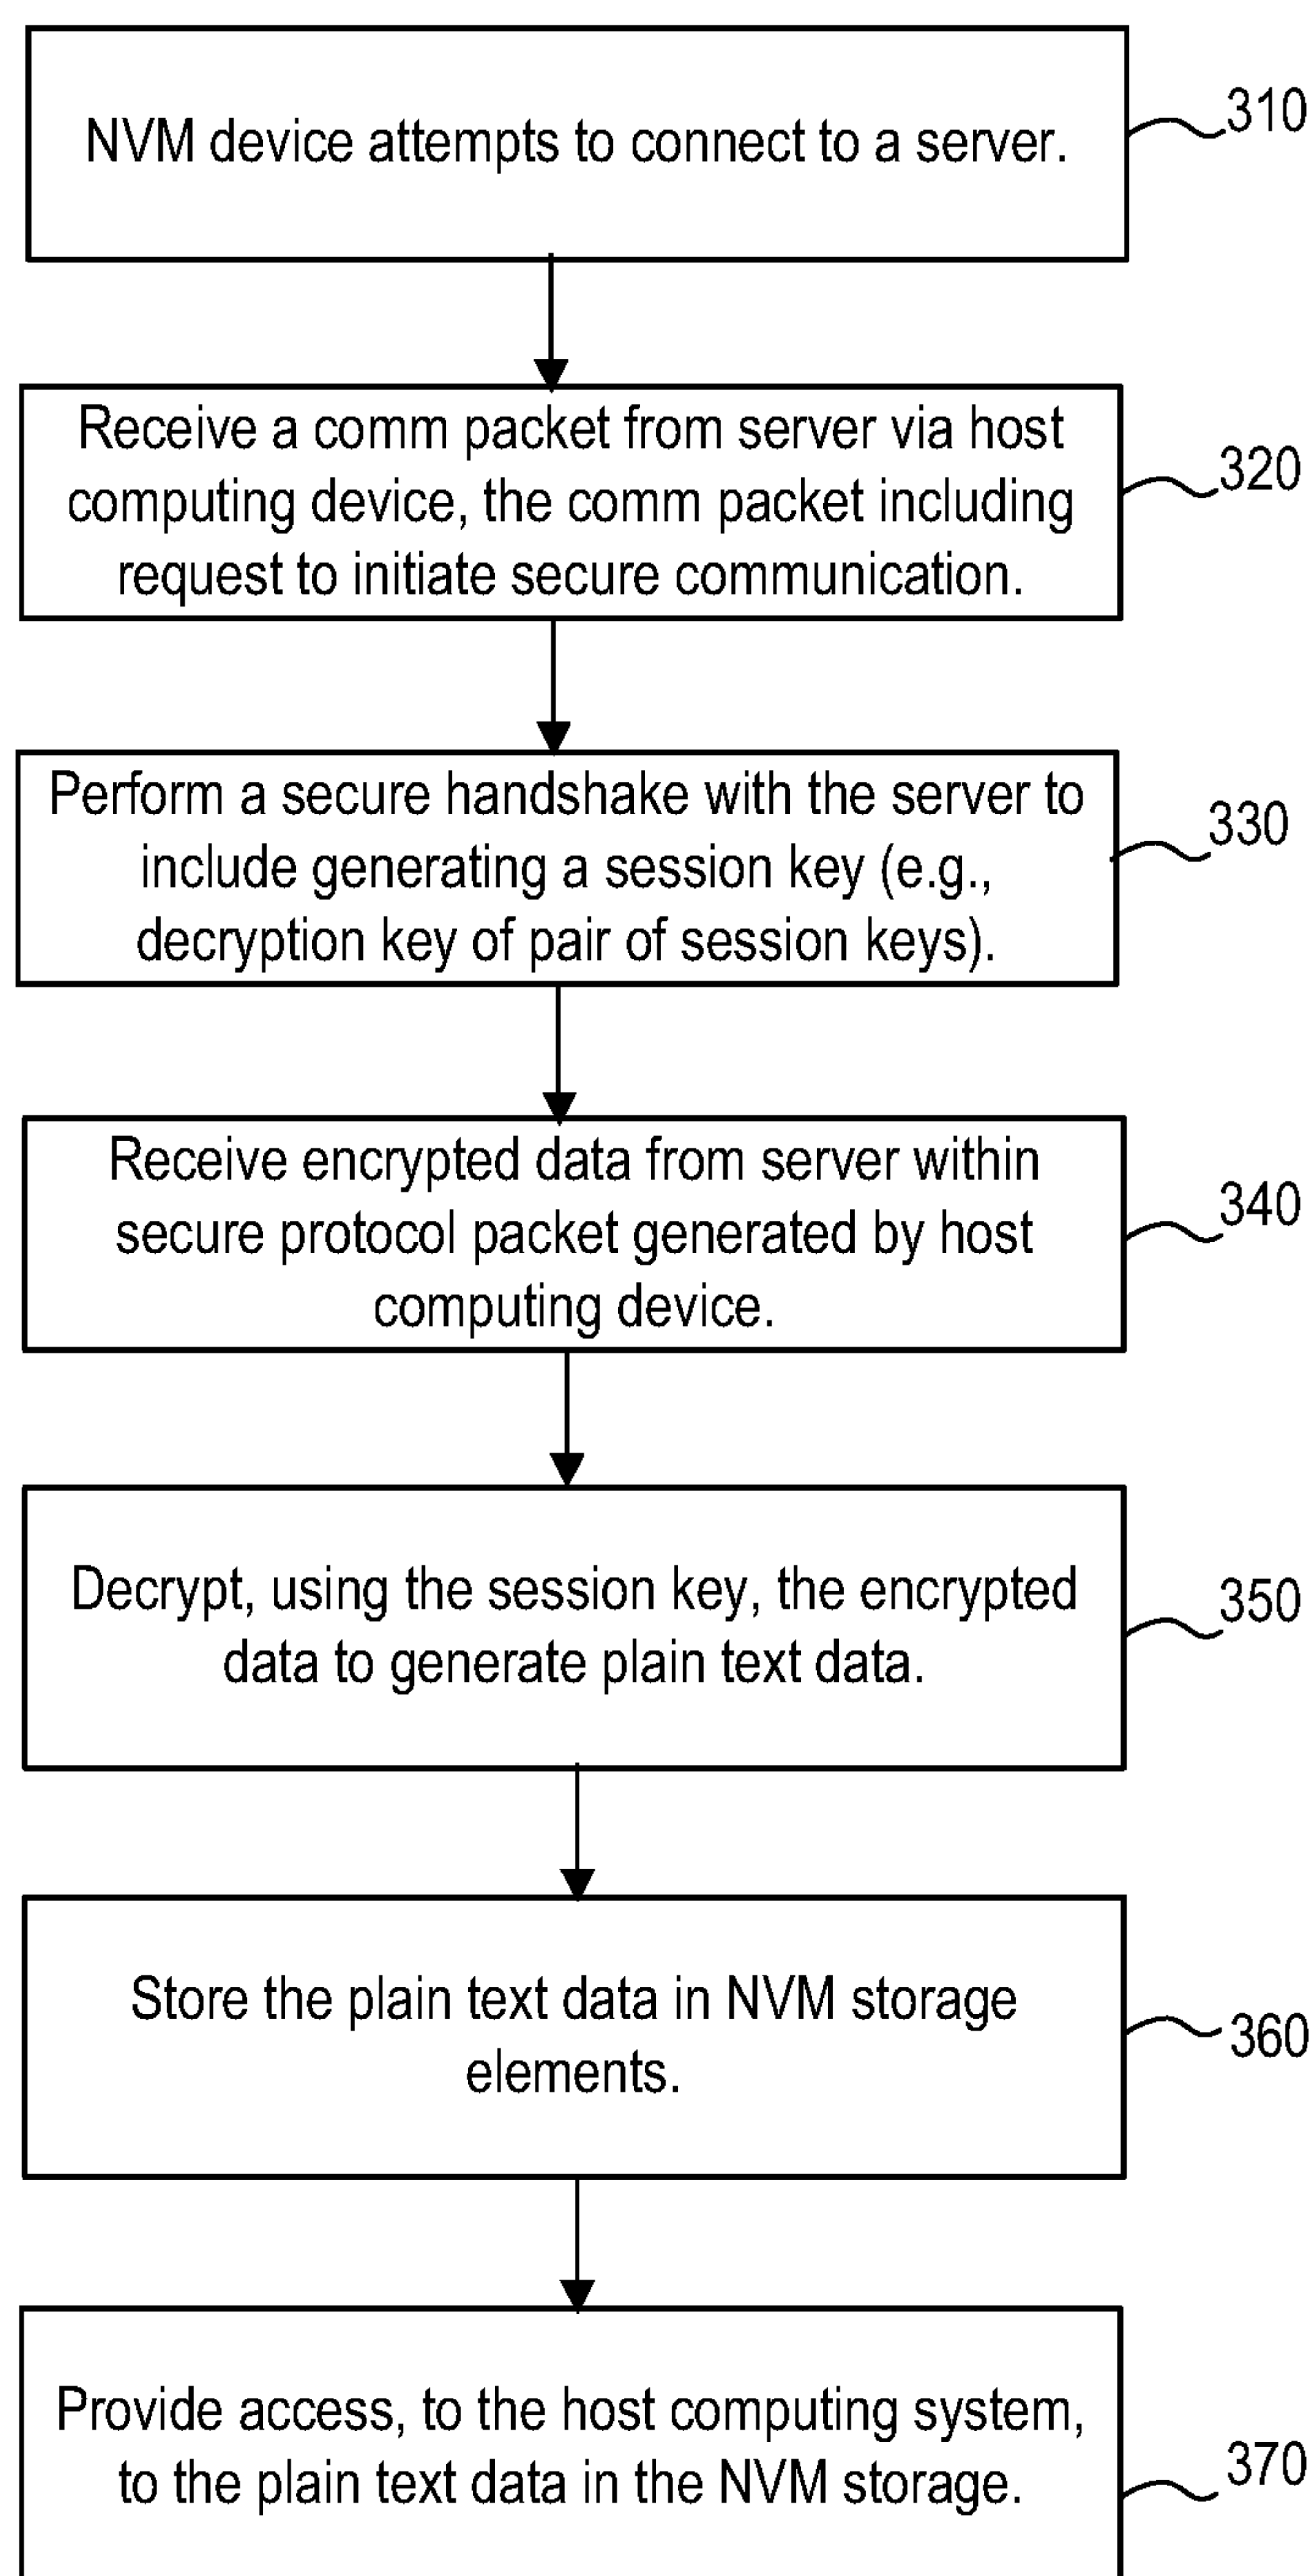 NVM device attempts to connect to a server.
310
Receive a comm packet from server via host
computing device, the comm packet including
request to initiate secure communication.
320
Perform a secure handshake with the server to
include generating a session key (e.g.,
decryption key of pair of session keys).
330
Receive encrypted data from server within
secure protocol packet generated by host
computing device.
340
Decrypt, using the session key, the encrypted
data to generate plain text data.
350
Store the plain text data in NVM storage
elements.
360
Provide access, to the host computing system,
to the plain text data in the NVM storage.
370